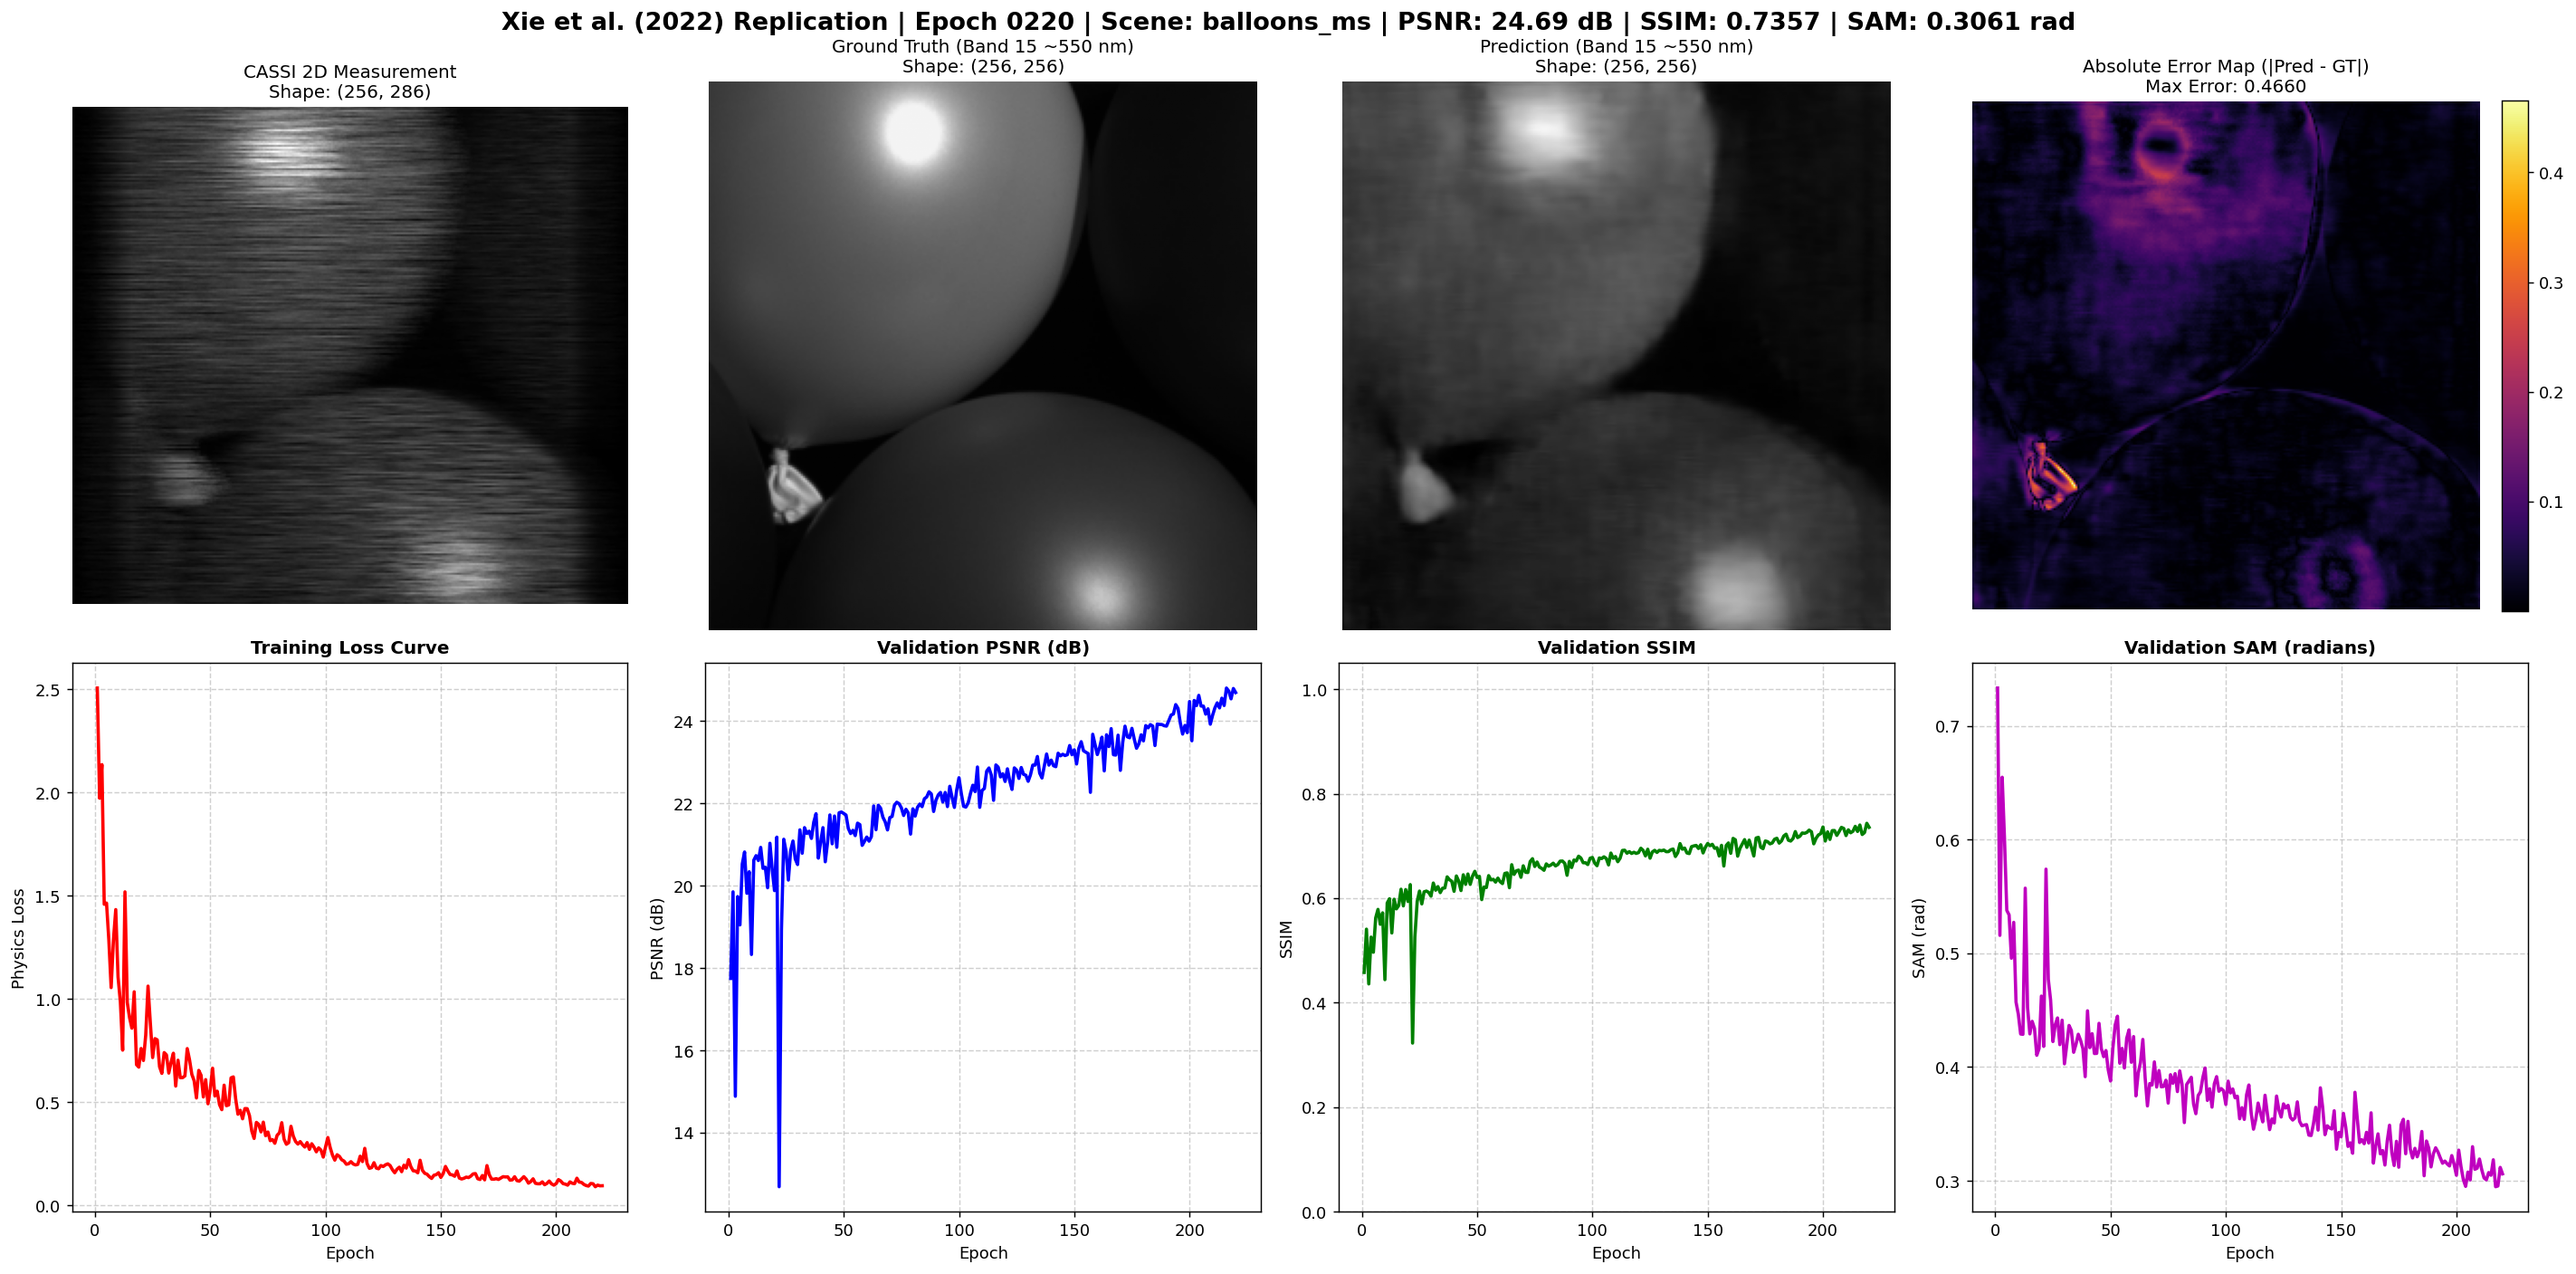 Xie et al. (2022) Replication | Epoch 0220 | Scene: balloons_ms | PSNR: 24.69 dB | SSIM: 0.7357 | SAM: 0.3061 rad
CASSI 2D Measurement
Shape: (256, 286)
Ground Truth (Band 15 ~550 nm)
Shape: (256, 256)
Prediction (Band 15 ~550 nm)
Shape: (256, 256)
Absolute Error Map (|Pred - GT|)
Max Error: 0.4660
0.4
0.3
0.2
0.1
Training Loss Curve
Physics Loss
2.5
2.0
1.5
1.0
0.5
0.0
0 50 100 150 200
Epoch
Validation PSNR (dB)
PSNR (dB)
24
22
20
18
16
14
0 50 100 150 200
Epoch
Validation SSIM
SSIM
1.0
0.8
0.6
0.4
0.2
0.0
0 50 100 150 200
Epoch
Validation SAM (radians)
SAM (rad)
0.7
0.6
0.5
0.4
0.3
0 50 100 150 200
Epoch